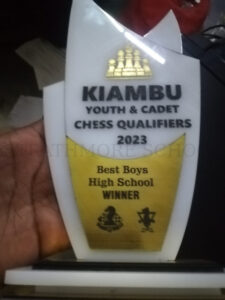 KIAMBU
YOUTH & CADET
CHESS QUALIFIERS
2023
Best Boys
High School
WINNER